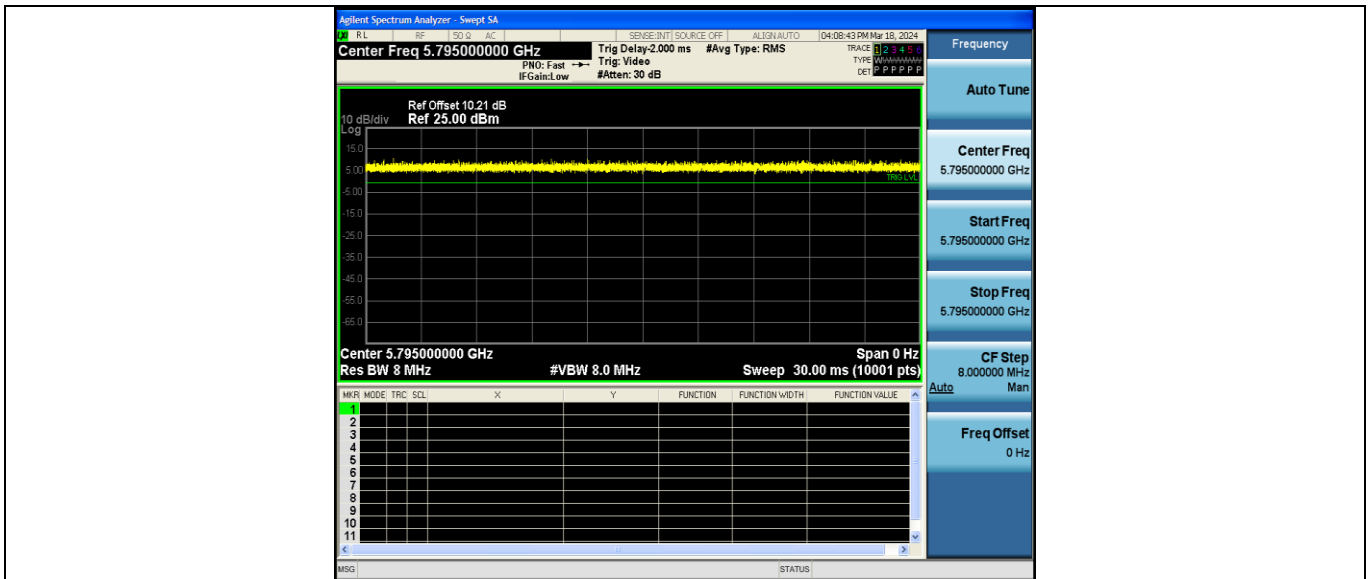 Agilent Spectrum Analyzer - Swept SA
LXI RL RF 50 Ω AC SENSE:INT SOURCE OFF ALIGN AUTO 04:08:43 PM Mar 18, 2024
Center Freq 5.795000000 GHz
PNO: Fast
IFGain:Low
Trig Delay-2.000 ms #Avg Type: RMS
Trig: Video
#Atten: 30 dB
TRACE 1 2 3 4 5 6
TYPE WWWWWW
DET P P P P P P
Ref Offset 10.21 dB
10 dB/div Ref 25.00 dBm
Log
15.0
5.00
TRIG LVL
-5.00
-15.0
-25.0
-35.0
-45.0
-55.0
-65.0
Center 5.795000000 GHz Span 0 Hz
Res BW 8 MHz #VBW 8.0 MHz Sweep 30.00 ms (10001 pts)
MKR MODE TRC SCL X Y FUNCTION FUNCTION WIDTH FUNCTION VALUE
1
2
3
4
5
6
7
8
9
10
11
MSG STATUS
Frequency
Auto Tune
Center Freq
5.795000000 GHz
Start Freq
5.795000000 GHz
Stop Freq
5.795000000 GHz
CF Step
8.000000 MHz
Auto Man
Freq Offset
0 Hz